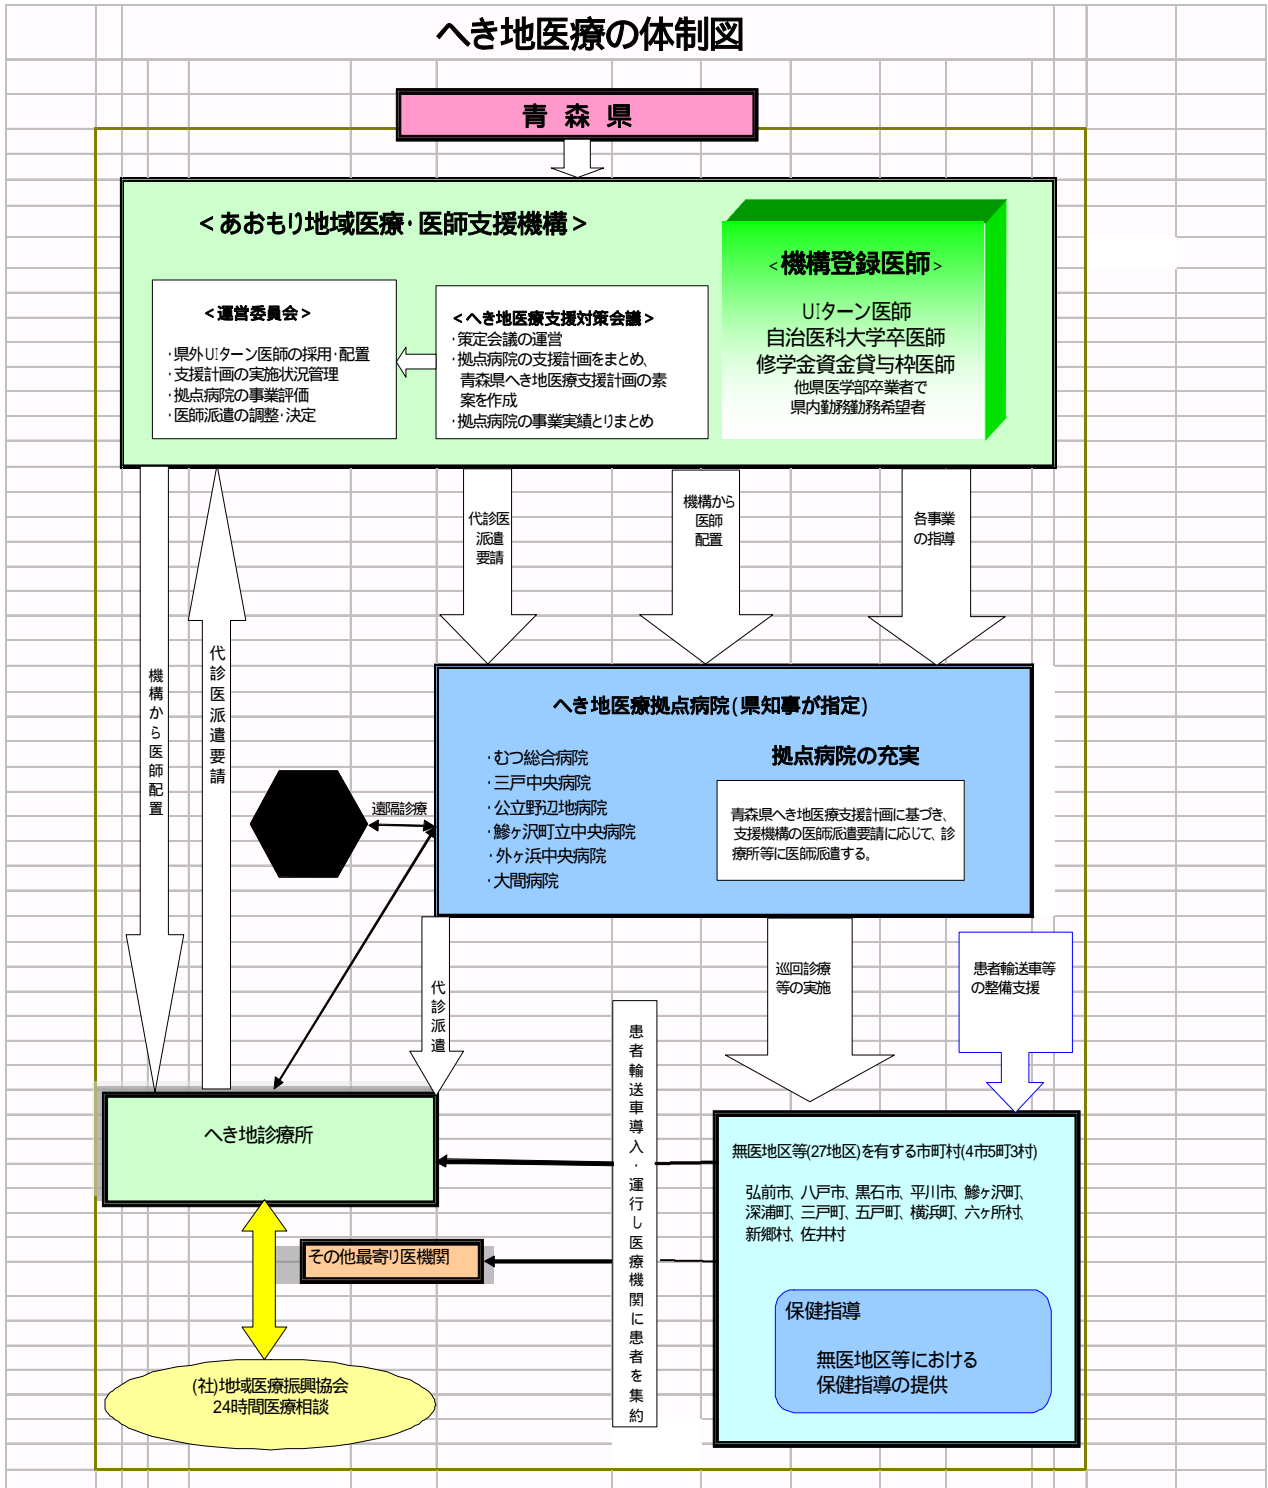 へき地医療の体制図
青 森 県
<あおもり地域医療・医師支援機構>
<運営委員会>
・県外UIターン医師の採用・配置
・支援計画の実施状況管理
・拠点病院の事業評価
・医師派遣の調整・決定
<へき地医療支援対策会議>
・策定会議の運営
・拠点病院の支援計画をまとめ、
青森県へき地医療支援計画の素
案を作成
・拠点病院の事業実績とりまとめ
<機構登録医師>
UIターン医師
自治医科大学卒医師
修学金資金貸与枠医師
他県医学部卒業者で
県内勤務勤務希望者
機構から医師配置
代診医派遣要請
代診医
派遣
要請
機構から
医師
配置
各事業
の指導
へき地医療拠点病院(県知事が指定)
・むつ総合病院
・三戸中央病院
・公立野辺地病院
・鰺ヶ沢町立中央病院
・外ヶ浜中央病院
・大間病院
拠点病院の充実
青森県へき地医療支援計画に基づき、
支援機構の医師派遣要請に応じて、診
療所等に医師派遣する。
遠隔診療
代診派遣
患者輸送車導入・運行し医療機関に患者を集約
巡回診療
等の実施
患者輸送車等
の整備支援
へき地診療所
その他最寄り医機関
(社)地域医療振興協会
24時間医療相談
無医地区等(27地区)を有する市町村(4市5町3村)
弘前市、八戸市、黒石市、平川市、鰺ヶ沢町、
深浦町、三戸町、五戸町、横浜町、六ヶ所村、
新郷村、佐井村
保健指導
無医地区等における
保健指導の提供